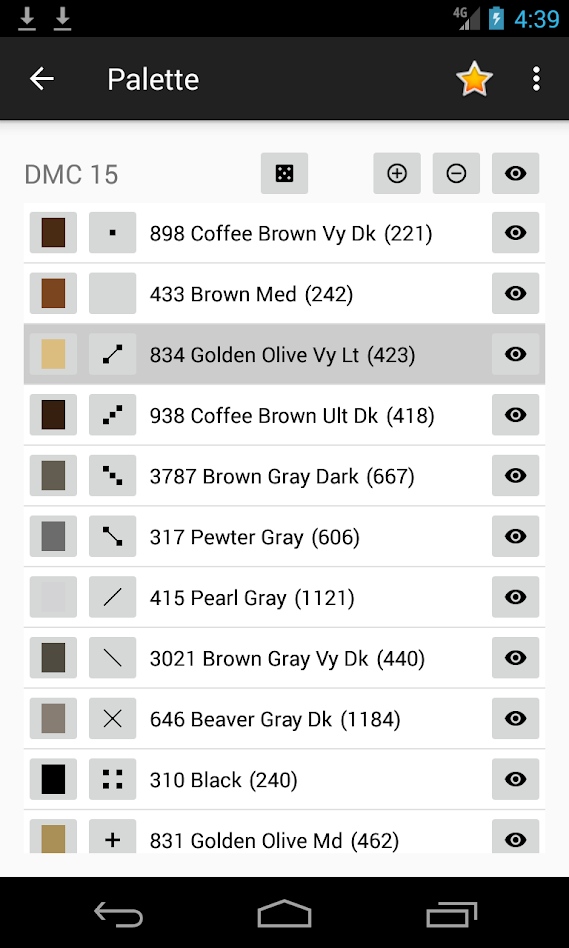 4G 4:39
Palette
DMC 15
898 Coffee Brown Vy Dk (221)
433 Brown Med (242)
834 Golden Olive Vy Lt (423)
938 Coffee Brown Ult Dk (418)
3787 Brown Gray Dark (667)
317 Pewter Gray (606)
415 Pearl Gray (1121)
3021 Brown Gray Vy Dk (440)
646 Beaver Gray Dk (1184)
310 Black (240)
831 Golden Olive Md (462)